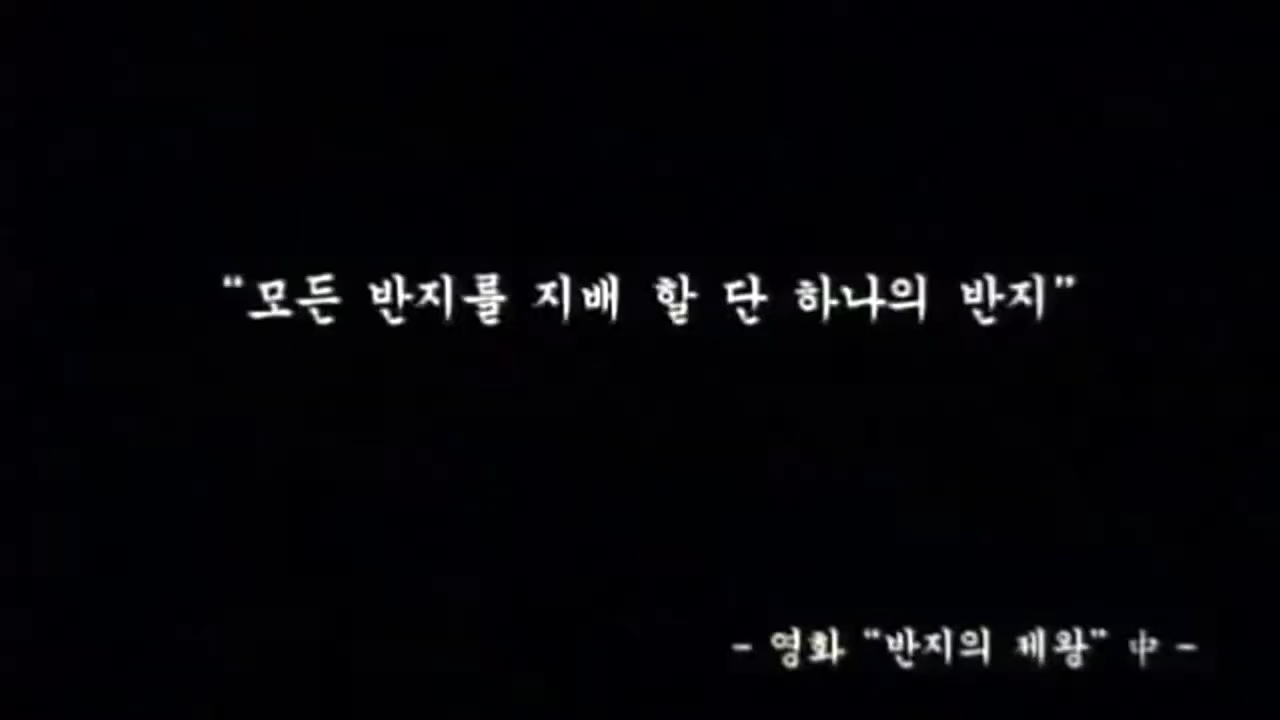 “모든 반지를 지배 할 단 하나의 반지”
- 영화 “반지의 제왕” 中 -